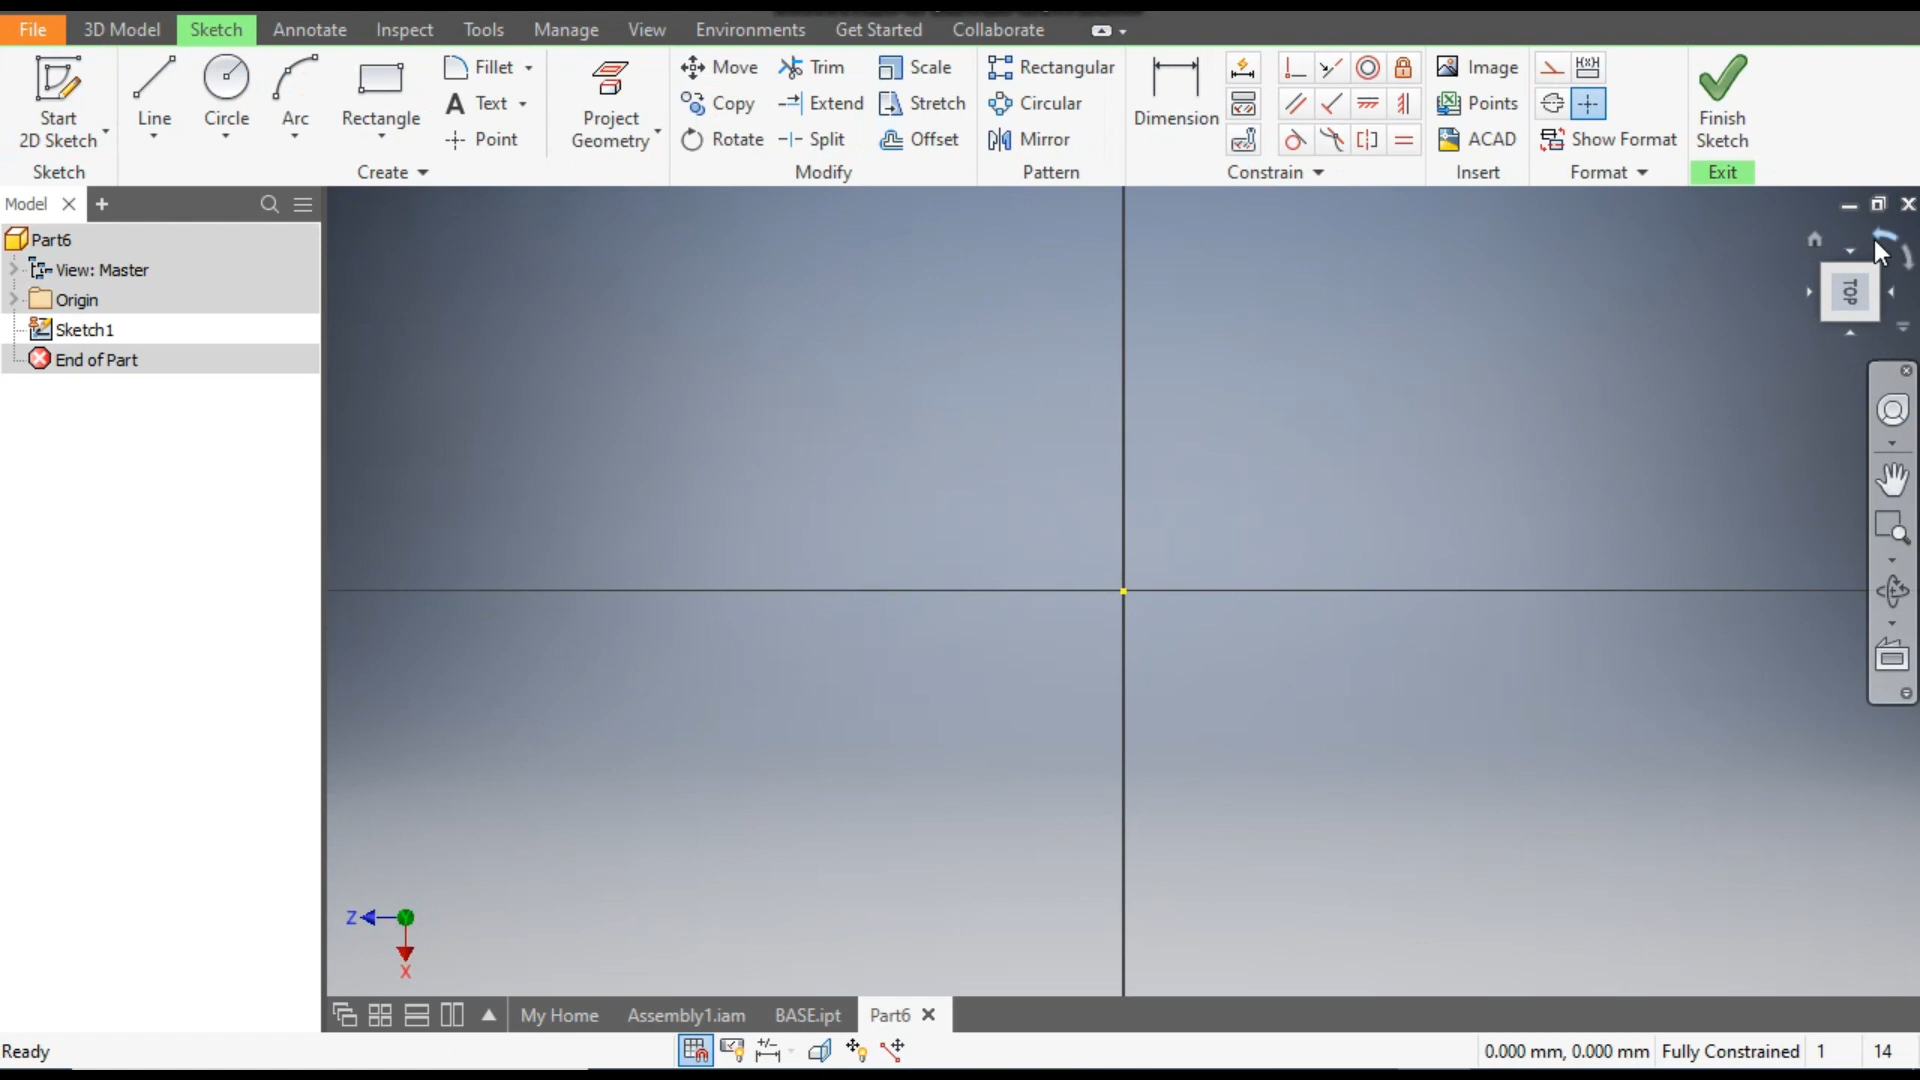 File 3D Model Sketch Annotate Inspect Tools Manage View Environments Get Started Collaborate
Start
2D Sketch
Line
Circle
Arc
Rectangle
Fillet
Text
Point
Project
Geometry
Move
Copy
Rotate
Trim
Extend
Split
Scale
Stretch
Offset
Rectangular
Circular
Mirror
Dimension
Image
Points
ACAD
Show Format
Finish
Sketch
Sketch Create Modify Pattern Constrain Insert Format Exit
Model
Part6
View: Master
Origin
Sketch1
End of Part
TOP
Z
X
My Home Assembly1.iam BASE.ipt Part6
Ready 0.000 mm, 0.000 mm Fully Constrained 1 14